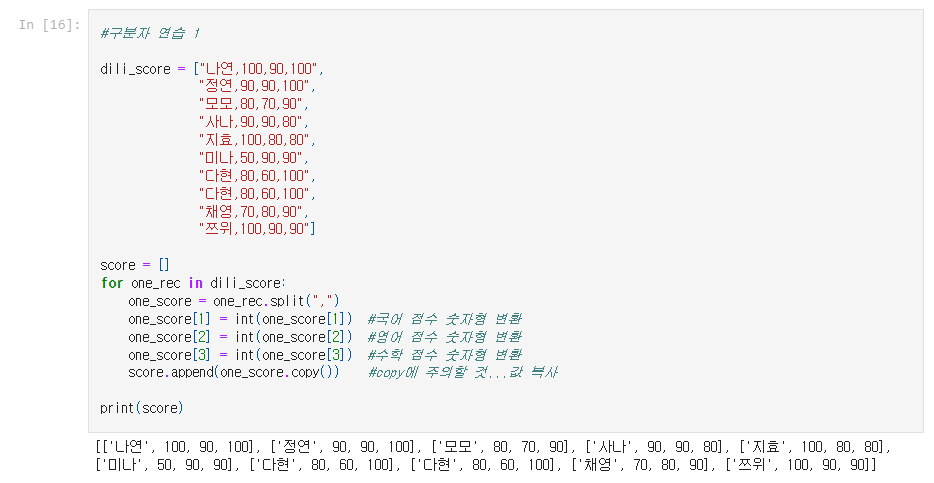 In [16]:
#구분자 연습 1
dili_score = ["나연,100,90,100",
"정연,90,90,100",
"모모,80,70,90",
"사나,90,90,80",
"지효,100,80,80",
"미나,50,90,90",
"다현,80,60,100",
"다현,80,60,100",
"채영,70,80,90",
"쯔위,100,90,90"]
score = []
for one_rec in dili_score:
one_score = one_rec.split(",")
one_score[1] = int(one_score[1]) #국어 점수 숫자형 변환
one_score[2] = int(one_score[2]) #영어 점수 숫자형 변환
one_score[3] = int(one_score[3]) #수학 점수 숫자형 변환
score.append(one_score.copy()) #copy에 주의할 것...값 복사
print(score)
[['나연', 100, 90, 100], ['정연', 90, 90, 100], ['모모', 80, 70, 90], ['사나', 90, 90, 80], ['지효', 100, 80, 80],
['미나', 50, 90, 90], ['다현', 80, 60, 100], ['다현', 80, 60, 100], ['채영', 70, 80, 90], ['쯔위', 100, 90, 90]]